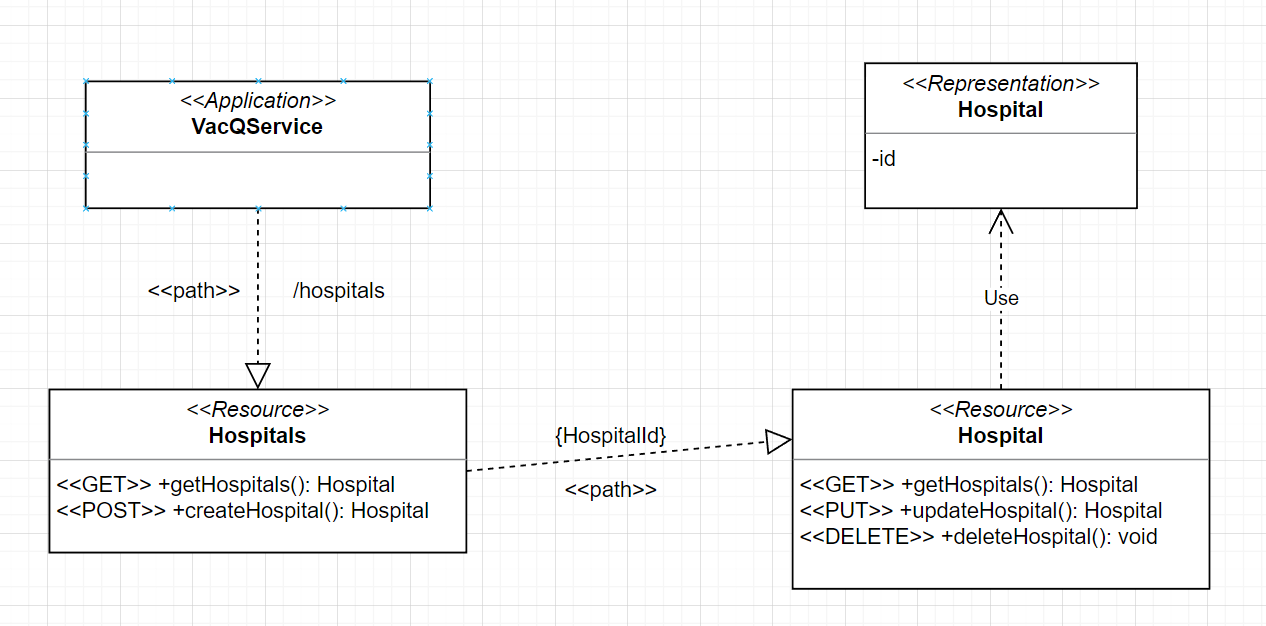 <<Application>>
VacQService
<<Representation>>
Hospital
-id
<<path>>
/hospitals
Use
<<Resource>>
Hospitals
<<GET>> +getHospitals(): Hospital
<<POST>> +createHospital(): Hospital
{HospitalId}
<<path>>
<<Resource>>
Hospital
<<GET>> +getHospitals(): Hospital
<<PUT>> +updateHospital(): Hospital
<<DELETE>> +deleteHospital(): void